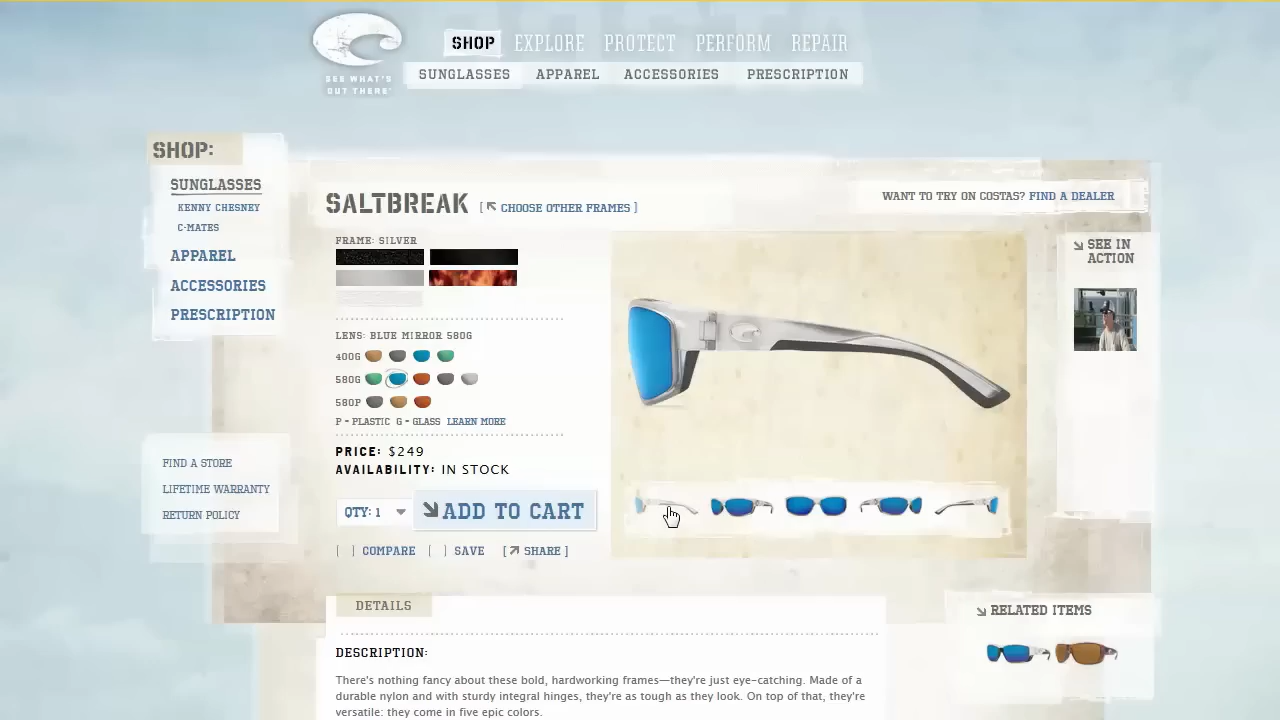 SHOP EXPLORE PROTECT PERFORM REPAIR
SEE WHAT'S
OUT THERE
SUNGLASSES APPAREL ACCESSORIES PRESCRIPTION
SHOP:
SUNGLASSES
KENNY CHESNEY
C-MATES
APPAREL
ACCESSORIES
PRESCRIPTION
FIND A STORE
LIFETIME WARRANTY
RETURN POLICY
SALTBREAK [ CHOOSE OTHER FRAMES ]
WANT TO TRY ON COSTAS? FIND A DEALER
FRAME: SILVER
LENS: BLUE MIRROR 580G
400G
580G
580P
P = PLASTIC G = GLASS LEARN MORE
PRICE: $249
AVAILABILITY: IN STOCK
QTY: 1 ADD TO CART
[ ] COMPARE [ ] SAVE [ SHARE ]
SEE IN
ACTION
DETAILS
DESCRIPTION:
There's nothing fancy about these bold, hardworking frames—they're just eye-catching. Made of a
durable nylon and with sturdy integral hinges, they're as tough as they look. On top of that, they're
versatile: they come in five epic colors.
RELATED ITEMS